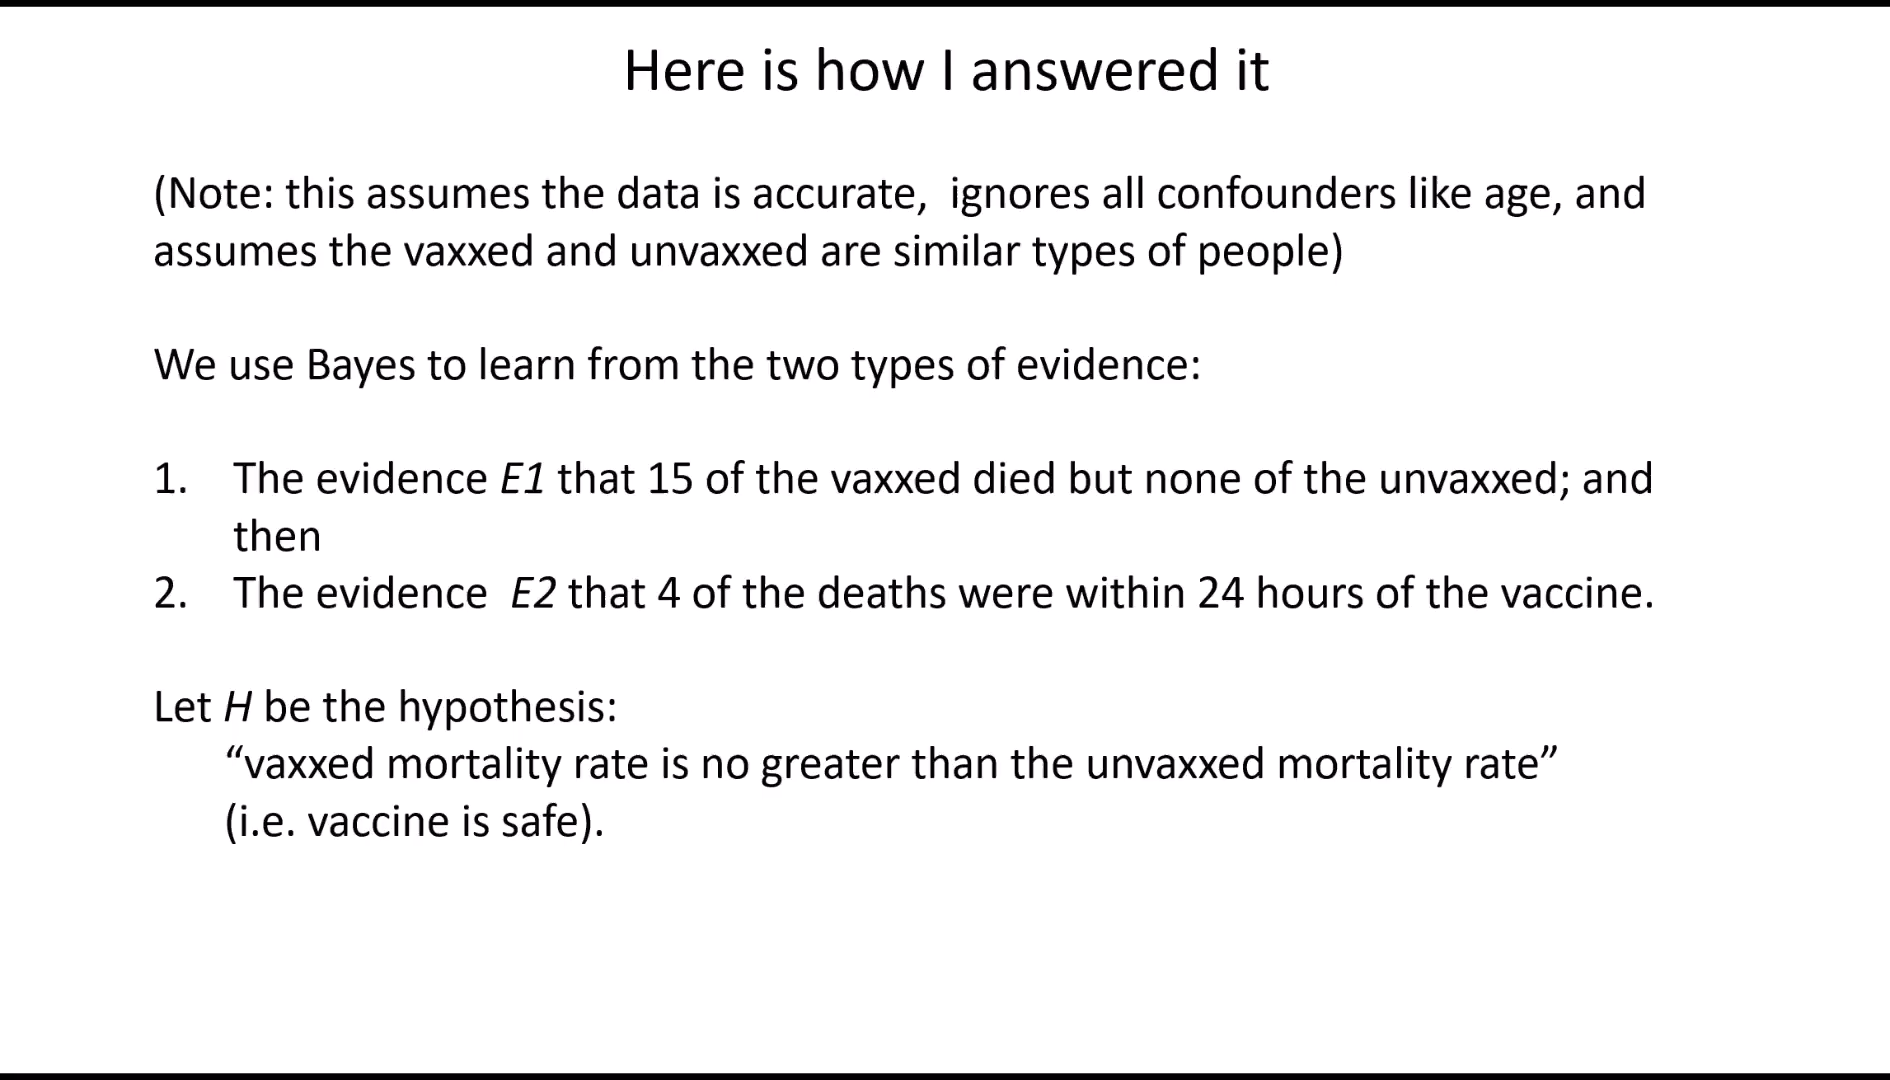 Here is how I answered it
(Note: this assumes the data is accurate, ignores all confounders like age, and
assumes the vaxxed and unvaxxed are similar types of people)
We use Bayes to learn from the two types of evidence:
1. The evidence E1 that 15 of the vaxxed died but none of the unvaxxed; and
then
2. The evidence E2 that 4 of the deaths were within 24 hours of the vaccine.
Let H be the hypothesis:
“vaxxed mortality rate is no greater than the unvaxxed mortality rate”
(i.e. vaccine is safe).